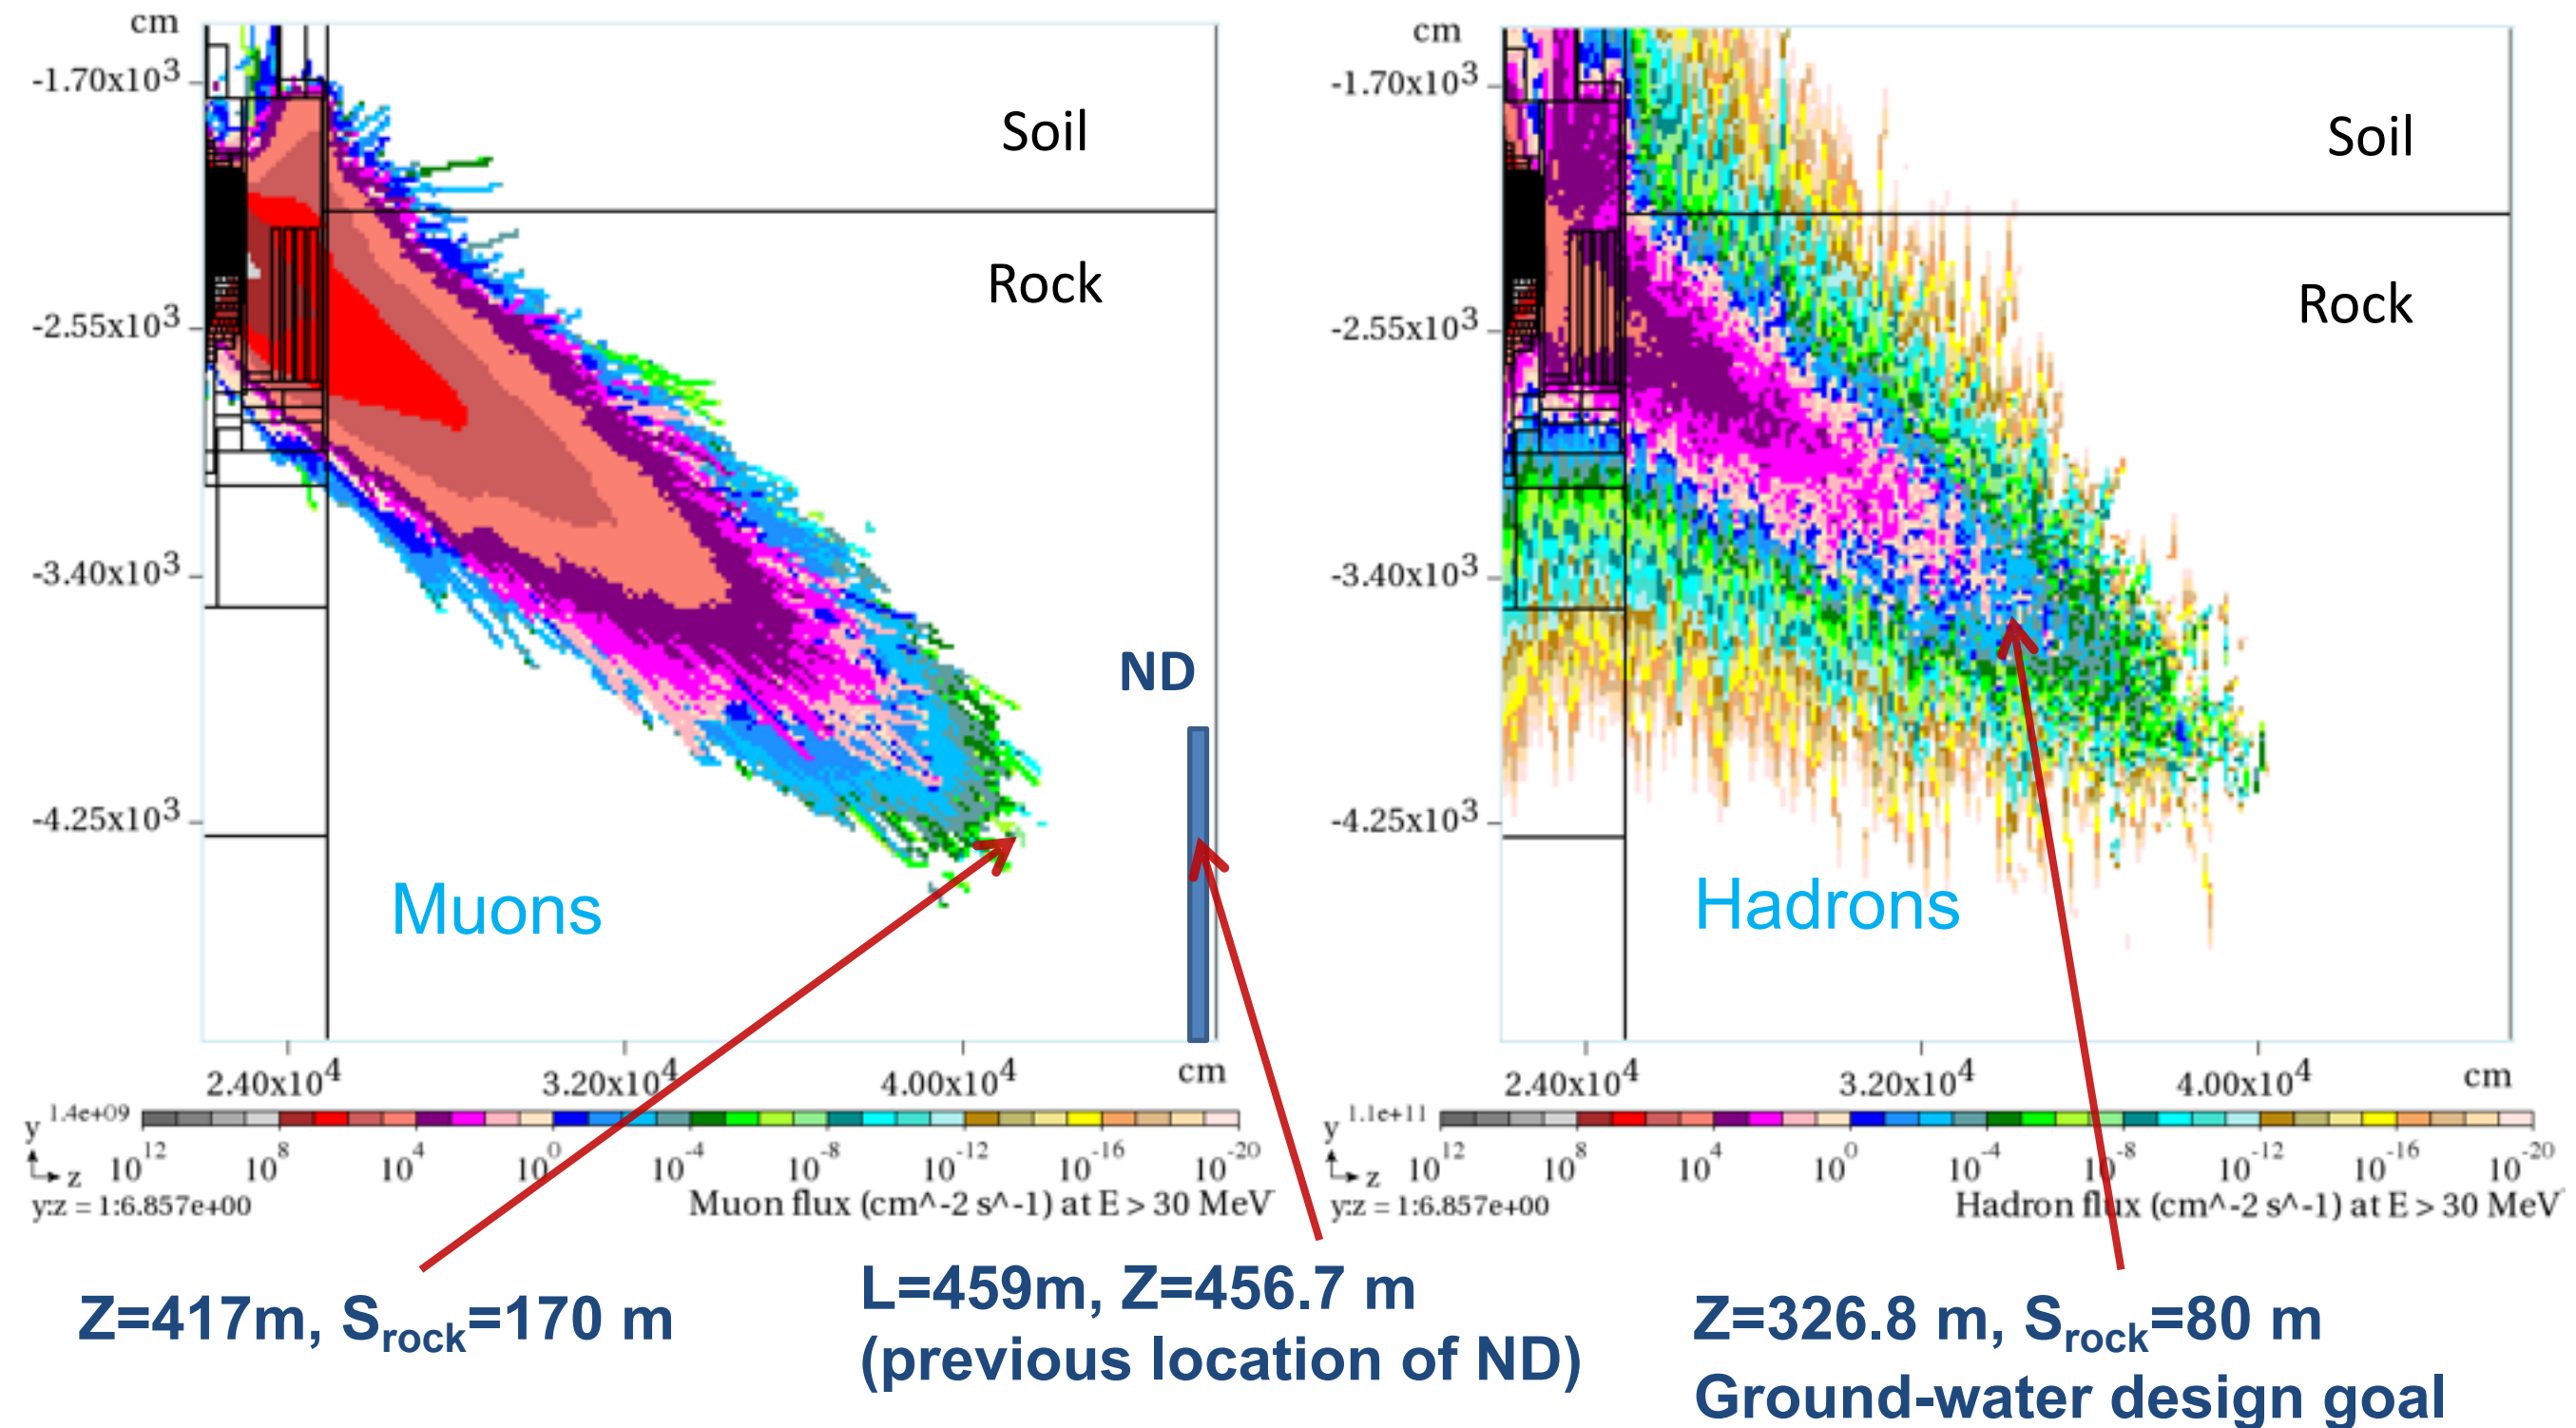 cm
-1.70x10^3
-2.55x10^3
-3.40x10^3
-4.25x10^3
Soil
Rock
ND
Muons
2.40x10^4 3.20x10^4 4.00x10^4 cm
1.4e+09
10^12 10^8 10^4 10^0 10^-4 10^-8 10^-12 10^-16 10^-20
y
z
y:z = 1:6.857e+00
Muon flux (cm^-2 s^-1) at E > 30 MeV
cm
-1.70x10^3
-2.55x10^3
-3.40x10^3
-4.25x10^3
Soil
Rock
Hadrons
2.40x10^4 3.20x10^4 4.00x10^4 cm
1.1e+11
10^12 10^8 10^4 10^0 10^-4 10^-8 10^-12 10^-16 10^-20
y
z
y:z = 1:6.857e+00
Hadron flux (cm^-2 s^-1) at E > 30 MeV
Z=417m, Srock=170 m
L=459m, Z=456.7 m
(previous location of ND)
Z=326.8 m, Srock=80 m
Ground-water design goal